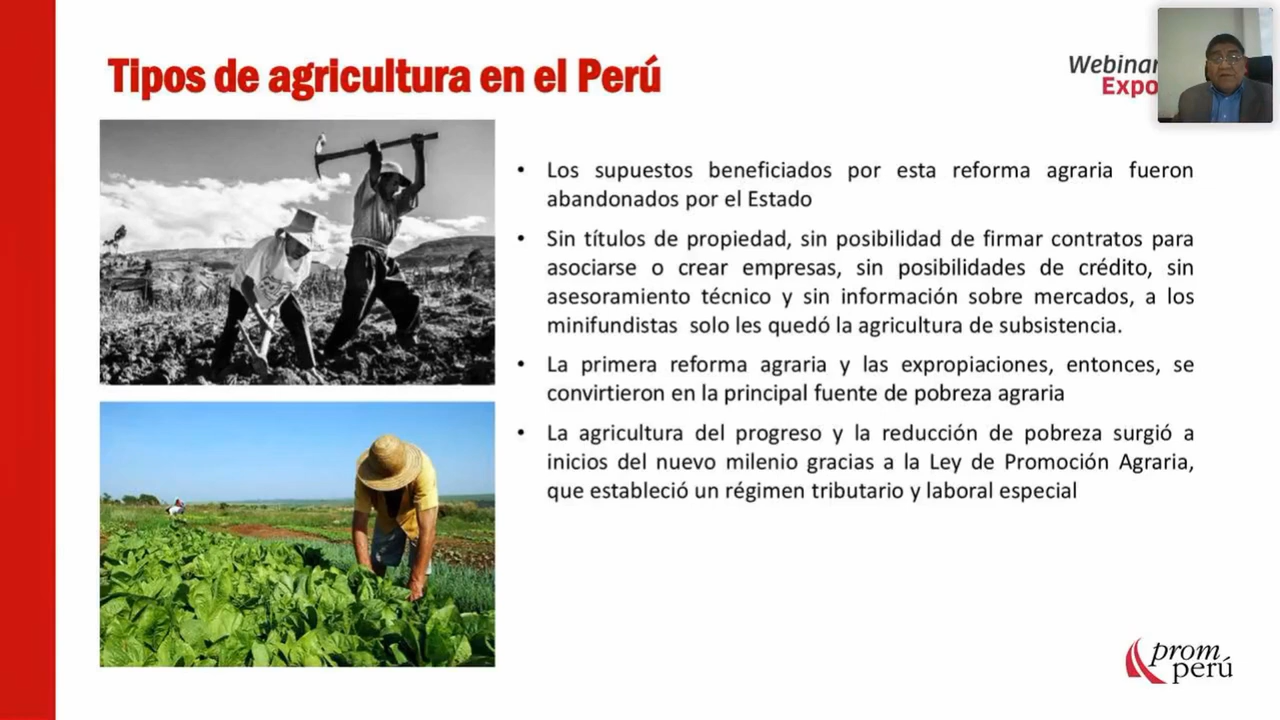 Tipos de agricultura en el Perú
Webinar
Expo
• Los supuestos beneficiados por esta reforma agraria fueron
abandonados por el Estado
• Sin títulos de propiedad, sin posibilidad de firmar contratos para
asociarse o crear empresas, sin posibilidades de crédito, sin
asesoramiento técnico y sin información sobre mercados, a los
minifundistas solo les quedó la agricultura de subsistencia.
• La primera reforma agraria y las expropiaciones, entonces, se
convirtieron en la principal fuente de pobreza agraria
• La agricultura del progreso y la reducción de pobreza surgió a
inicios del nuevo milenio gracias a la Ley de Promoción Agraria,
que estableció un régimen tributario y laboral especial
prom
perú